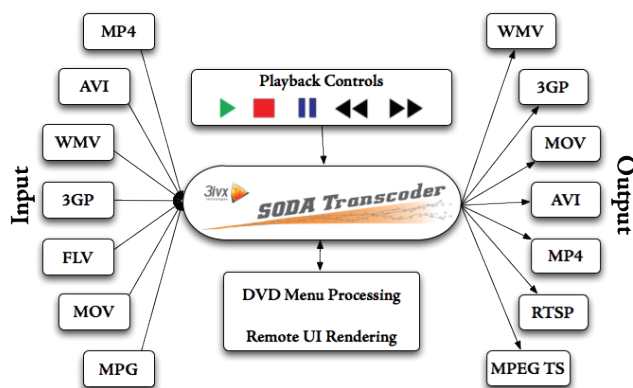 MP4
AVI
WMV
3GP
FLV
MOV
MPG
Input
Playback Controls
3ivx
technologies
SODA Transcoder
DVD Menu Processing
Remote UI Rendering
WMV
3GP
MOV
AVI
MP4
RTSP
MPEG TS
Output